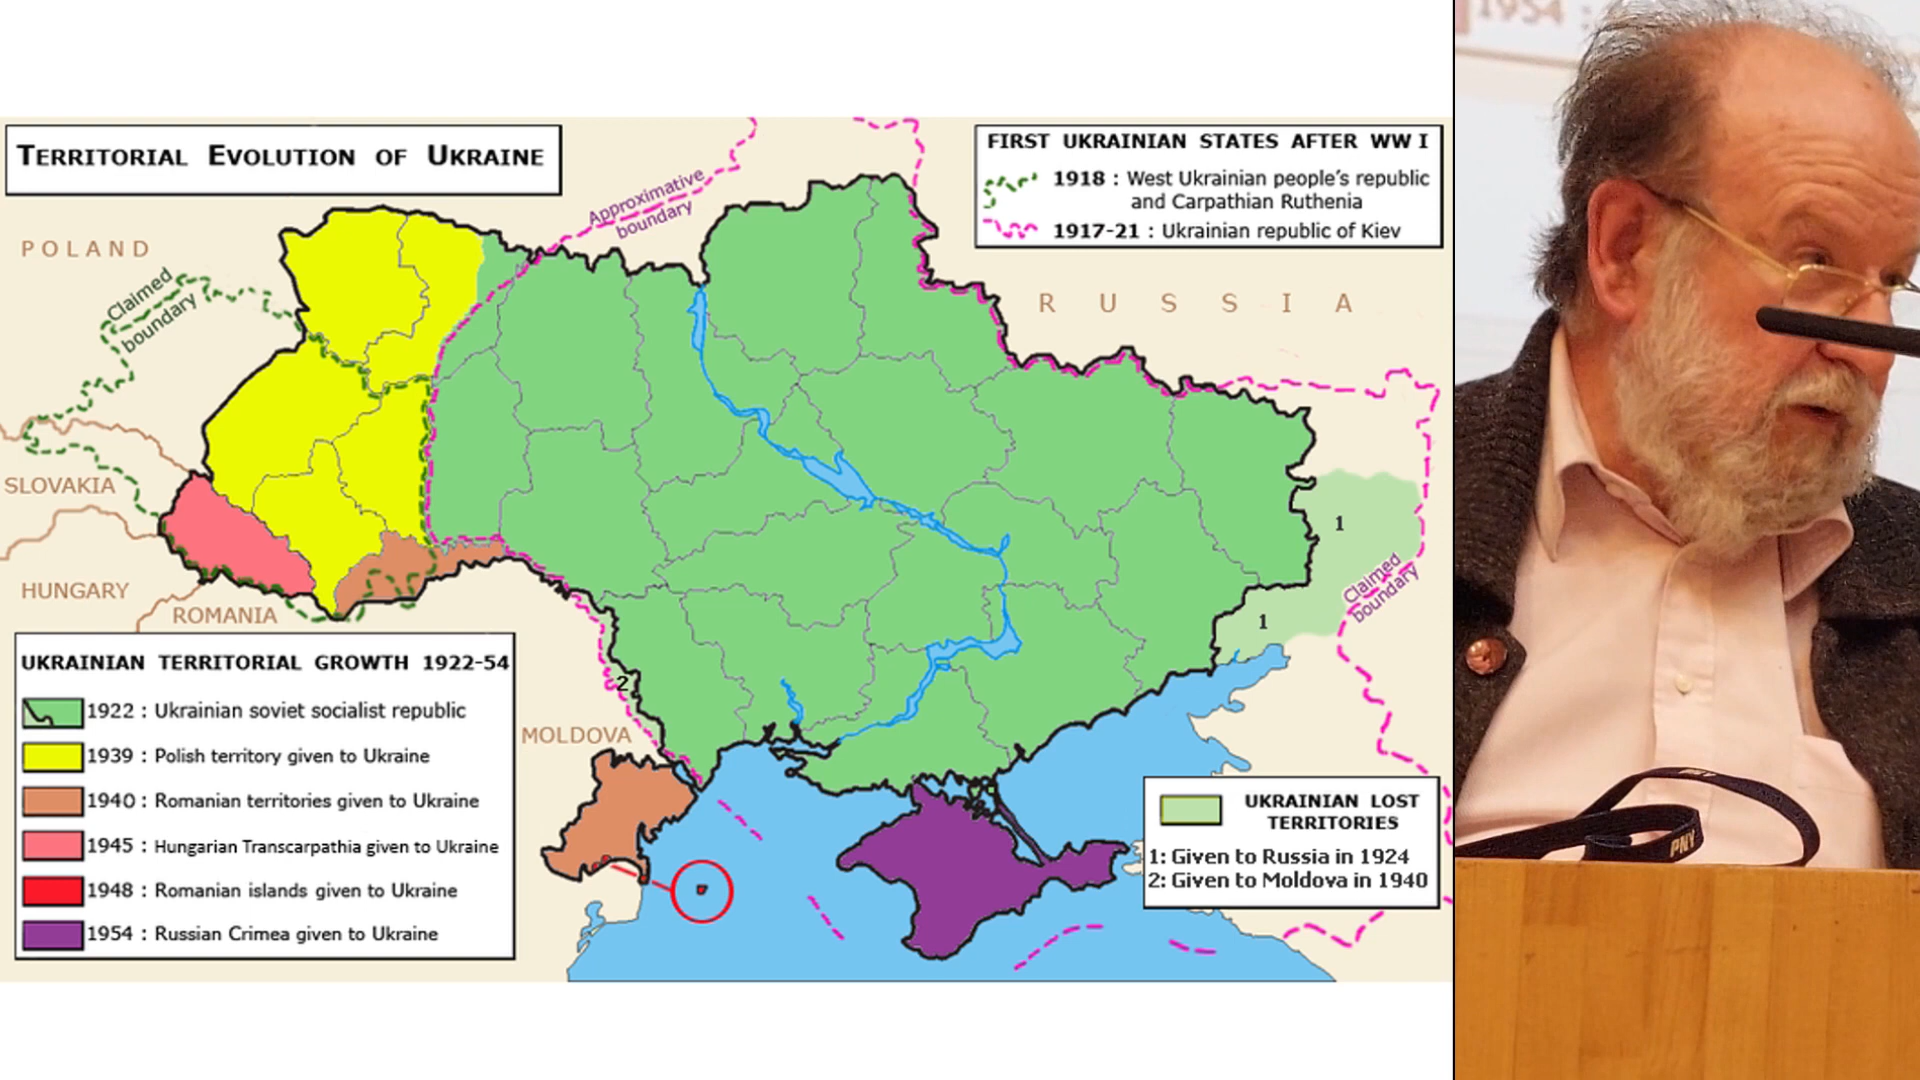 TERRITORIAL EVOLUTION OF UKRAINE
FIRST UKRAINIAN STATES AFTER WW I
1918 : West Ukrainian people's republic
and Carpathian Ruthenia
1917-21 : Ukrainian republic of Kiev
Approximative
boundary
POLAND
Claimed
boundary
RUSSIA
SLOVAKIA
HUNGARY
ROMANIA
MOLDOVA
1
1
2
Claimed
boundary
UKRAINIAN TERRITORIAL GROWTH 1922-54
1922 : Ukrainian soviet socialist republic
1939 : Polish territory given to Ukraine
1940 : Romanian territories given to Ukraine
1945 : Hungarian Transcarpathia given to Ukraine
1948 : Romanian islands given to Ukraine
1954 : Russian Crimea given to Ukraine
UKRAINIAN LOST
TERRITORIES
1: Given to Russia in 1924
2: Given to Moldova in 1940
1954 :
PNY
PNY